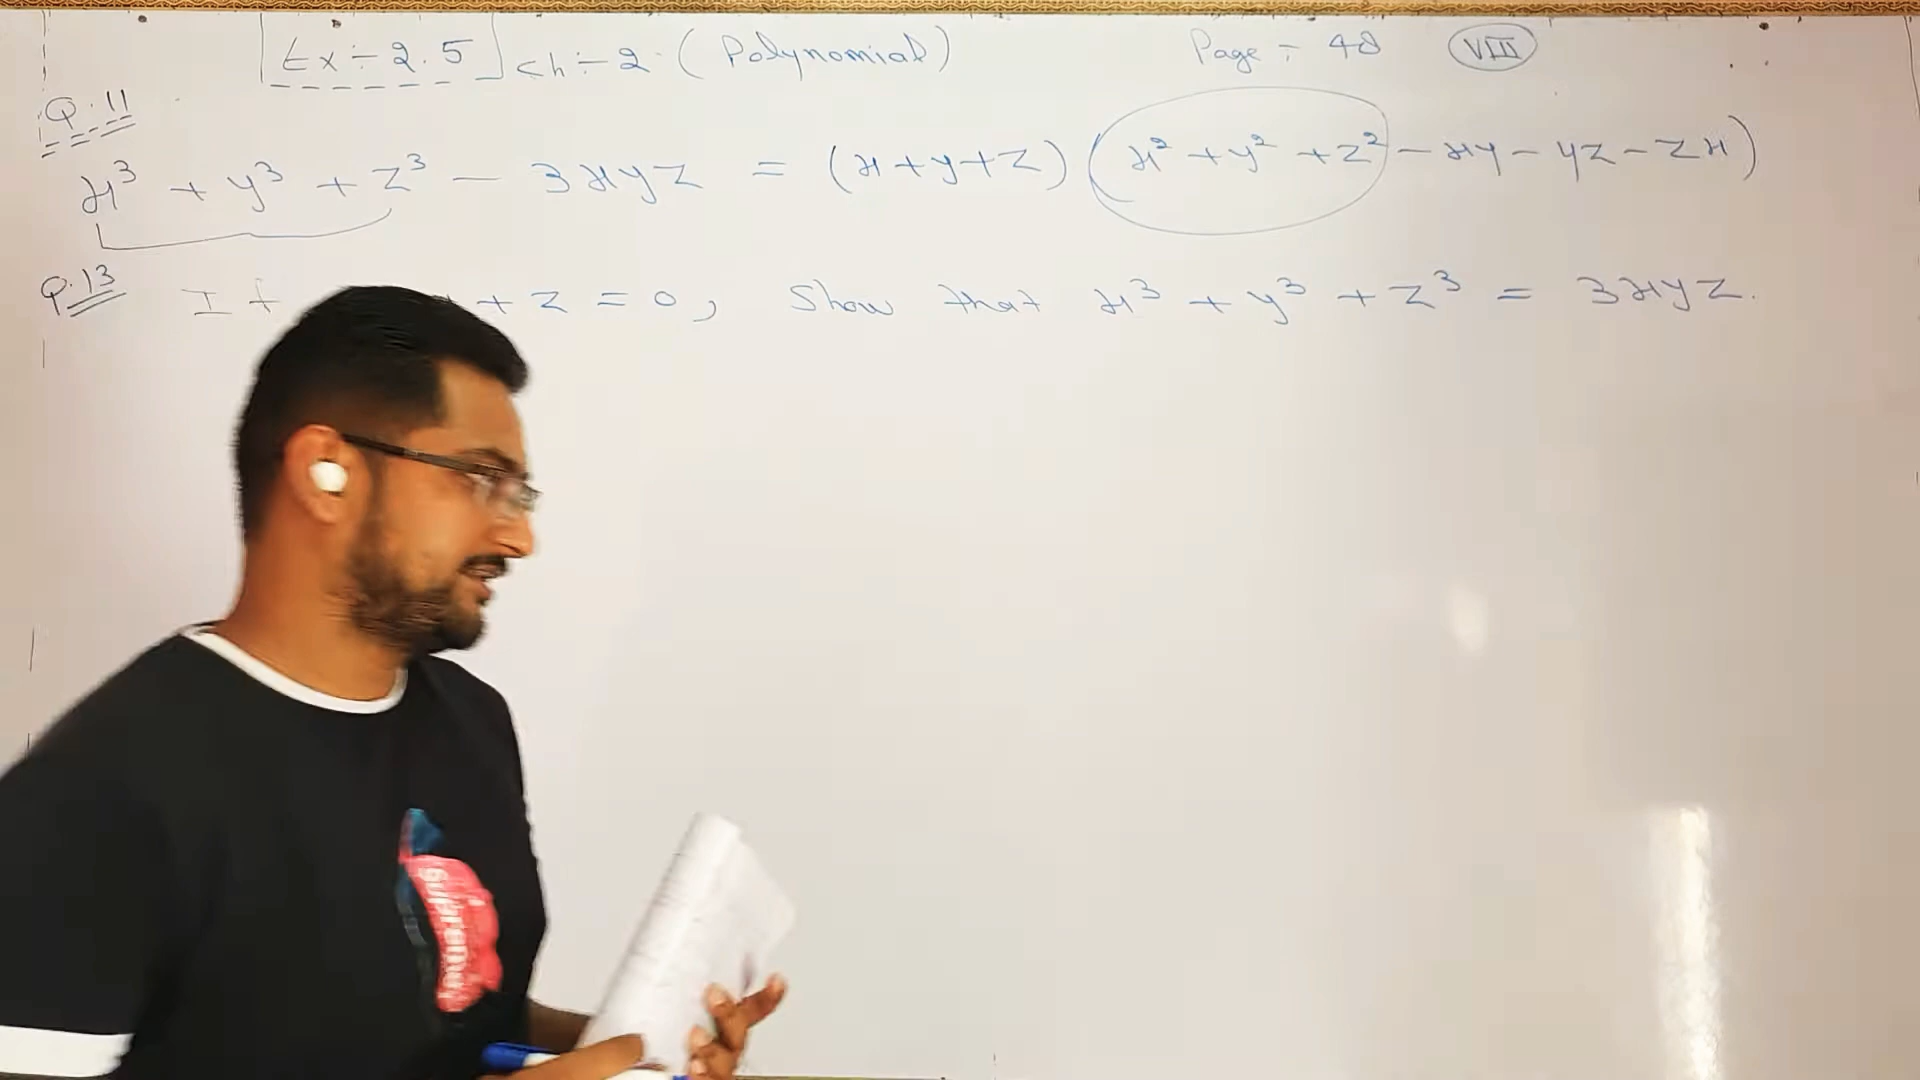 Ex÷2.5 Ch÷2 (Polynomial) Page ÷ 48 VIII
Q.11
x³ + y³ + z³ − 3xyz = (x+y+z) (x² + y² + z² − xy − yz − zx)
Q.13 If + z = 0, Show that x³ + y³ + z³ = 3xyz.
Supreme